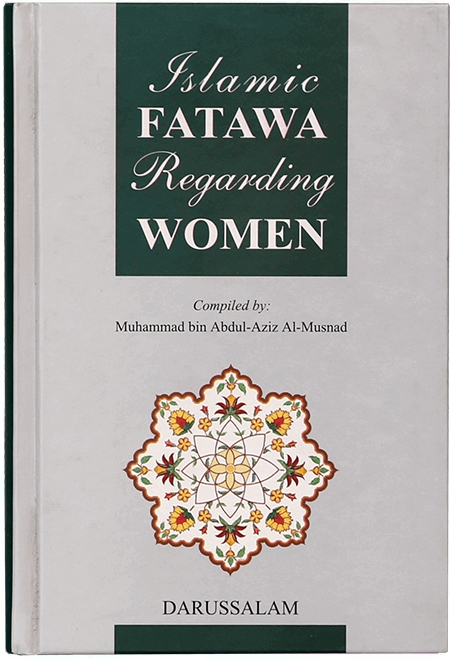 Islamic
FATAWA
Regarding
WOMEN
Compiled by:
Muhammad bin Abdul-Aziz Al-Musnad
DARUSSALAM